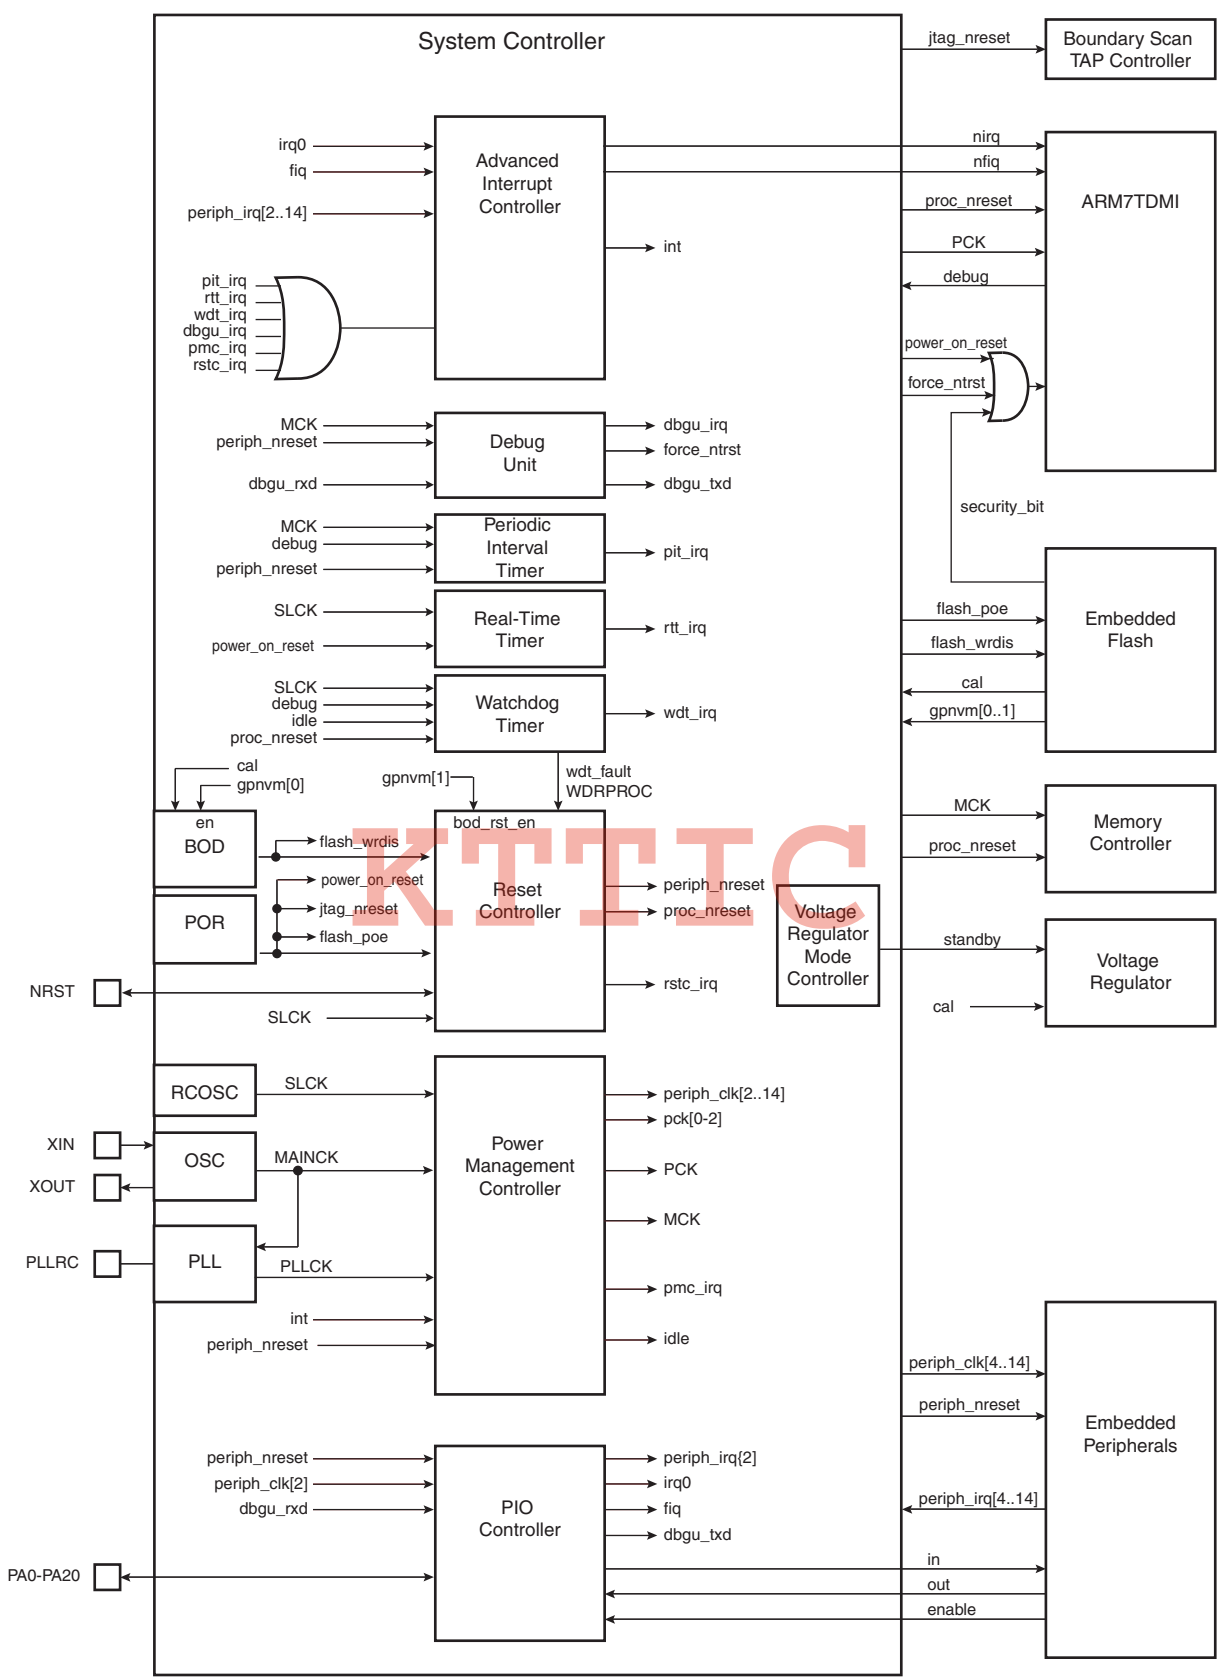 System Controller
jtag_nreset
Boundary Scan
TAP Controller
irq0
fiq
periph_irq[2..14]
Advanced
Interrupt
Controller
int
nirq
nfiq
proc_nreset
PCK
debug
ARM7TDMI
pit_irq
rtt_irq
wdt_irq
dbgu_irq
pmc_irq
rstc_irq
power_on_reset
force_ntrst
security_bit
MCK
periph_nreset
dbgu_rxd
Debug
Unit
dbgu_irq
force_ntrst
dbgu_txd
MCK
debug
periph_nreset
Periodic
Interval
Timer
pit_irq
SLCK
power_on_reset
Real-Time
Timer
rtt_irq
flash_poe
flash_wrdis
cal
gpnvm[0..1]
Embedded
Flash
SLCK
debug
idle
proc_nreset
Watchdog
Timer
wdt_irq
cal
gpnvm[0]
gpnvm[1]
wdt_fault
WDRPROC
en
BOD
flash_wrdis
power_on_reset
jtag_nreset
flash_poe
POR
bod_rst_en
Reset
Controller
periph_nreset
proc_nreset
rstc_irq
KTTIC
MCK
proc_nreset
Memory
Controller
Voltage
Regulator
Mode
Controller
standby
cal
Voltage
Regulator
NRST
SLCK
RCOSC
SLCK
XIN
XOUT
OSC
MAINCK
PLLRC
PLL
PLLCK
int
periph_nreset
Power
Management
Controller
periph_clk[2..14]
pck[0-2]
PCK
MCK
pmc_irq
idle
periph_nreset
periph_clk[2]
dbgu_rxd
PA0-PA20
PIO
Controller
periph_irq{2]
irq0
fiq
dbgu_txd
periph_clk[4..14]
periph_nreset
periph_irq[4..14]
in
out
enable
Embedded
Peripherals